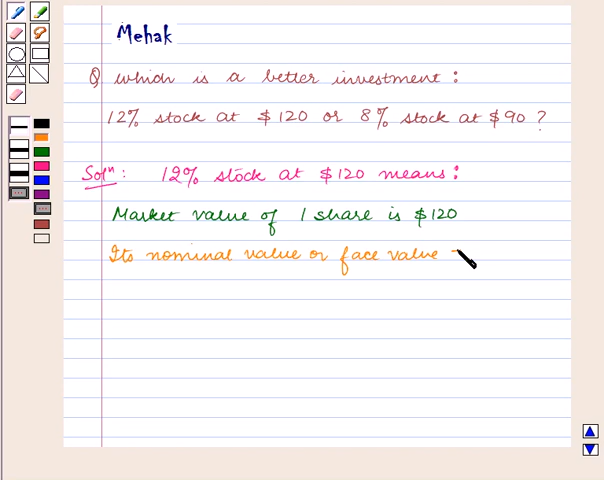 Mehak
Q which is a better investment :
12% stock at $120 or 8% stock at $90 ?
Solⁿ : 12% stock at $120 means :
Market value of 1 share is $120
Its nominal value or face value -